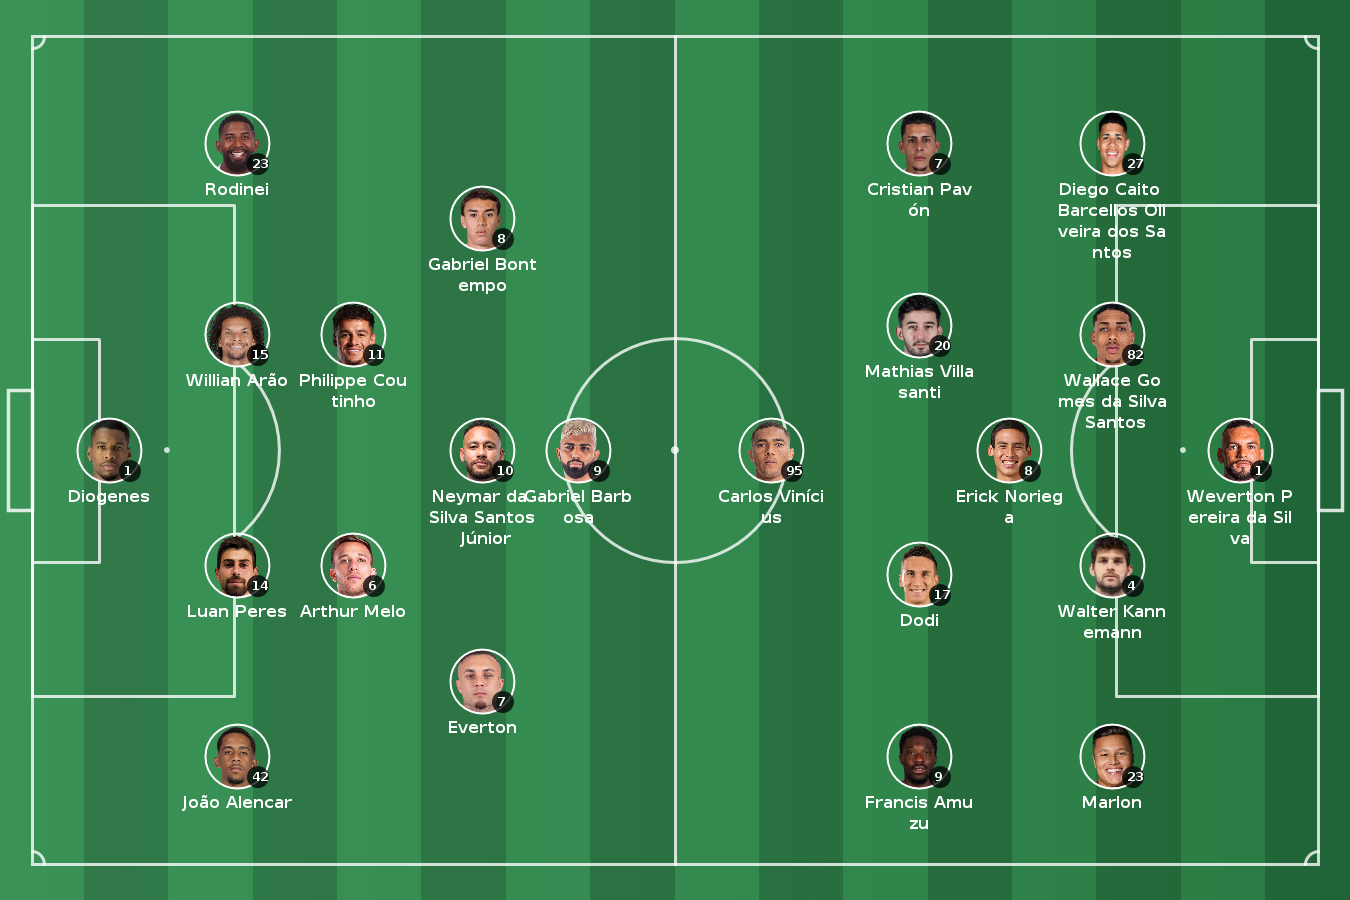 23
Rodinei
8
Gabriel Bont
empo
15
Willian Arão
11
Philippe Cou
tinho
1
Diogenes
10
Neymar da
Silva Santos
Júnior
9
Gabriel Barb
osa
14
Luan Peres
6
Arthur Melo
7
Everton
42
João Alencar
7
Cristian Pav
ón
27
Diego Caito
Barcellos Oli
veira dos Sa
ntos
20
Mathias Villa
santi
82
Wallace Go
mes da Silva
Santos
95
Carlos Viníci
us
8
Erick Norieg
a
1
Weverton P
ereira da Sil
va
17
Dodi
4
Walter Kann
emann
9
Francis Amu
zu
23
Marlon